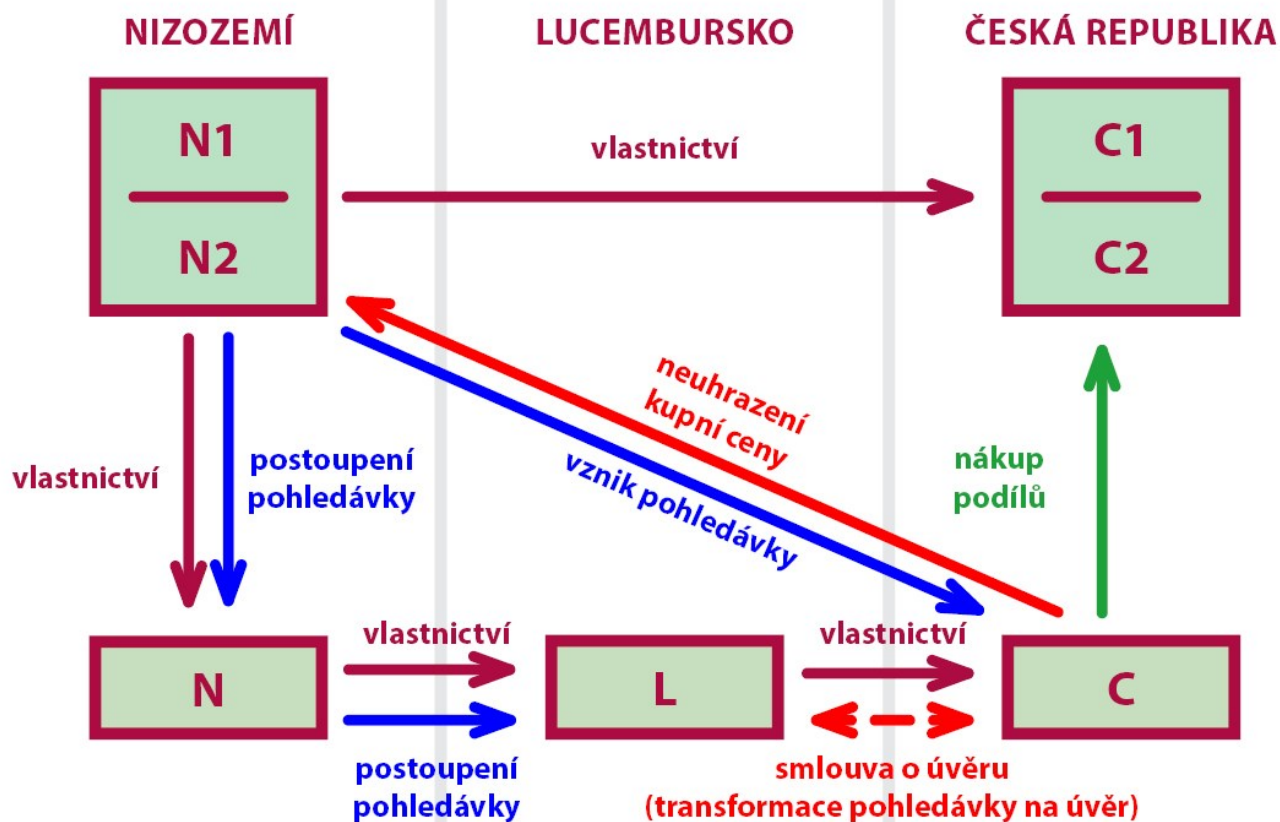 NIZOZEMÍ
LUCEMBURSKO
ČESKÁ REPUBLIKA
N1
N2
vlastnictví
C1
C2
vlastnictví
postoupení
pohledávky
neuhrazení
kupní ceny
vznik pohledávky
nákup
podílů
N
vlastnictví
L
vlastnictví
C
postoupení
pohledávky
smlouva o úvěru
(transformace pohledávky na úvěr)